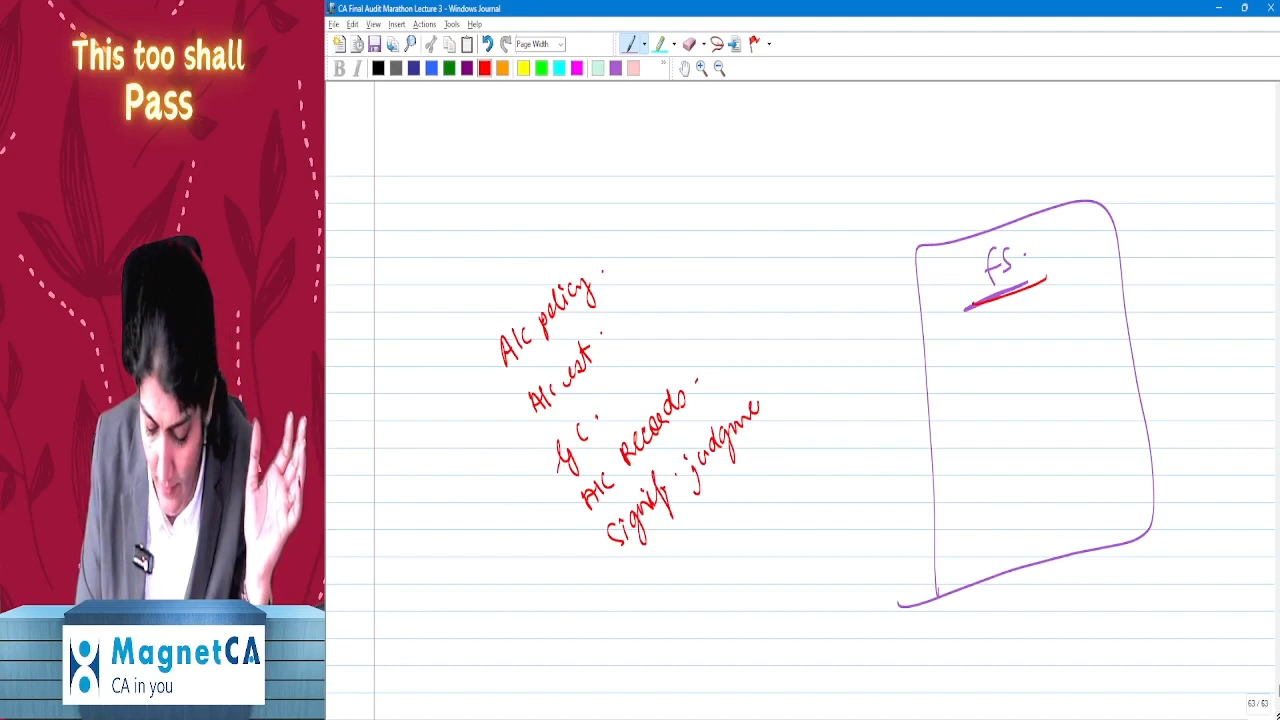 This too shall
Pass
MagnetCA
CA in you
CA Final Audit Marathon Lecture 3 - Windows Journal
File Edit View Insert Actions Tools Help
Page Width
B I
A/C policy.
A/c est.
G C.
A/C Records -
Signif. judgme
FS.
63 / 63